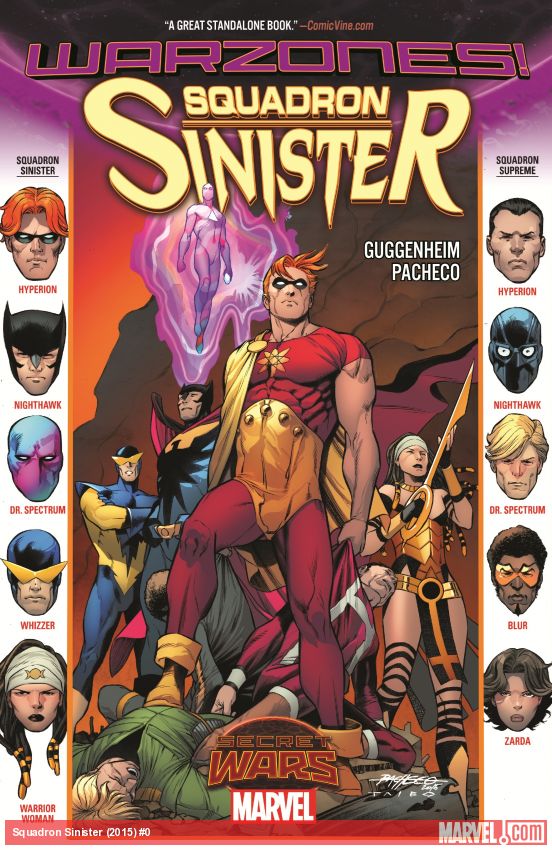 “A GREAT STANDALONE BOOK.” —ComicVine.com
WARZONES!
SQUADRON
SINISTER
SQUADRON
SINISTER
HYPERION
NIGHTHAWK
DR. SPECTRUM
WHIZZER
WARRIOR
WOMAN
GUGGENHEIM
PACHECO
SQUADRON
SUPREME
HYPERION
NIGHTHAWK
DR. SPECTRUM
BLUR
ZARDA
SECRET
WARS
MARVEL
PACHECO
Squadron Sinister (2015) #0
MARVEL.com